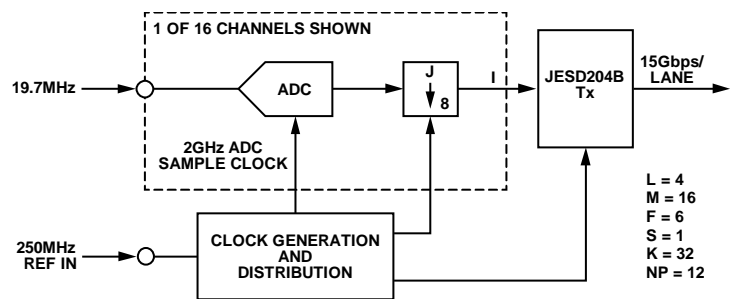 1 OF 16 CHANNELS SHOWN
19.7MHz
ADC
J
8
I
JESD204B
Tx
15Gbps/
LANE
2GHz ADC
SAMPLE CLOCK
250MHz
REF IN
CLOCK GENERATION
AND
DISTRIBUTION
L = 4
M = 16
F = 6
S = 1
K = 32
NP = 12